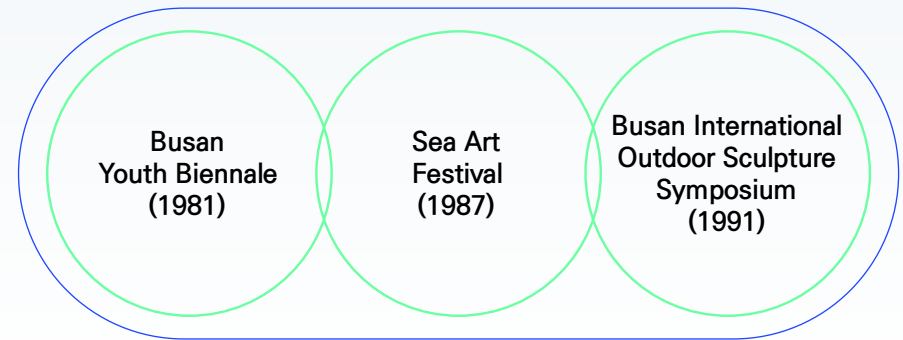 Busan
Youth Biennale
(1981)
Sea Art
Festival
(1987)
Busan International
Outdoor Sculpture
Symposium
(1991)